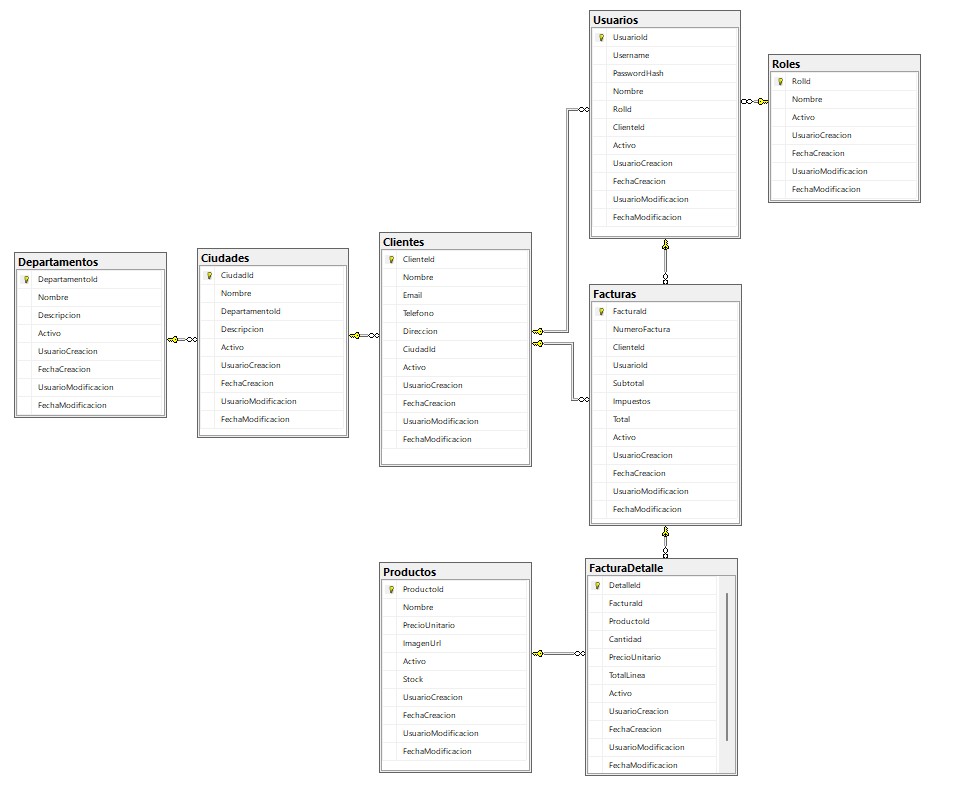 Usuarios
UsuarioId
Username
PasswordHash
Nombre
RolId
ClienteId
Activo
UsuarioCreacion
FechaCreacion
UsuarioModificacion
FechaModificacion
Roles
RolId
Nombre
Activo
UsuarioCreacion
FechaCreacion
UsuarioModificacion
FechaModificacion
Departamentos
DepartamentoId
Nombre
Descripcion
Activo
UsuarioCreacion
FechaCreacion
UsuarioModificacion
FechaModificacion
Ciudades
CiudadId
Nombre
DepartamentoId
Descripcion
Activo
UsuarioCreacion
FechaCreacion
UsuarioModificacion
FechaModificacion
Clientes
ClienteId
Nombre
Email
Telefono
Direccion
CiudadId
Activo
UsuarioCreacion
FechaCreacion
UsuarioModificacion
FechaModificacion
Facturas
FacturaId
NumeroFactura
ClienteId
UsuarioId
Subtotal
Impuestos
Total
Activo
UsuarioCreacion
FechaCreacion
UsuarioModificacion
FechaModificacion
Productos
ProductoId
Nombre
PrecioUnitario
ImagenUrl
Activo
Stock
UsuarioCreacion
FechaCreacion
UsuarioModificacion
FechaModificacion
FacturaDetalle
DetalleId
FacturaId
ProductoId
Cantidad
PrecioUnitario
TotalLinea
Activo
UsuarioCreacion
FechaCreacion
UsuarioModificacion
FechaModificacion